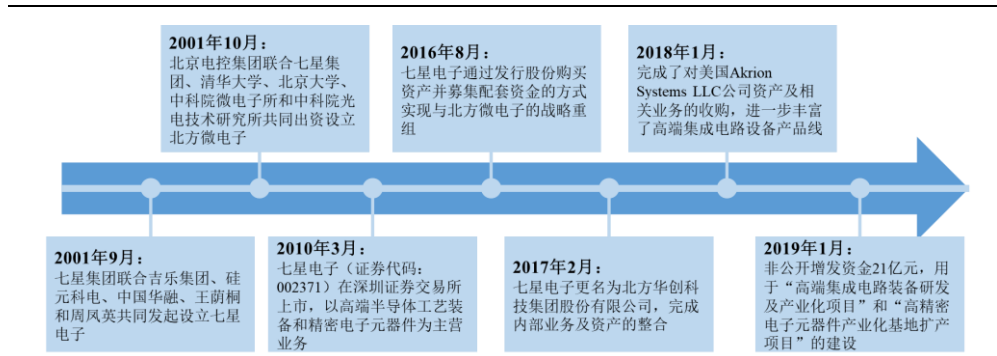 2001年10月：
北京电控集团联合七星集
团、清华大学、北京大学、
中科院微电子所和中科院光
电技术研究所共同出资设立
北方微电子
2016年8月：
七星电子通过发行股份购买
资产并募集配套资金的方式
实现与北方微电子的战略重
组
2018年1月：
完成了对美国Akrion
Systems LLC公司资产及相
关业务的收购，进一步丰富
了高端集成电路设备产品线
2001年9月：
七星集团联合吉乐集团、硅
元科电、中国华融、王荫桐
和周凤英共同发起设立七星
电子
2010年3月：
七星电子（证券代码：
002371）在深圳证券交易所
上市，以高端半导体工艺装
备和精密电子元器件为主营
业务
2017年2月：
七星电子更名为北方华创科
技集团股份有限公司，完成
内部业务及资产的整合
2019年1月：
非公开增发资金21亿元，用
于“高端集成电路装备研发
及产业化项目”和“高精密
电子元器件产业化基地扩产
项目”的建设